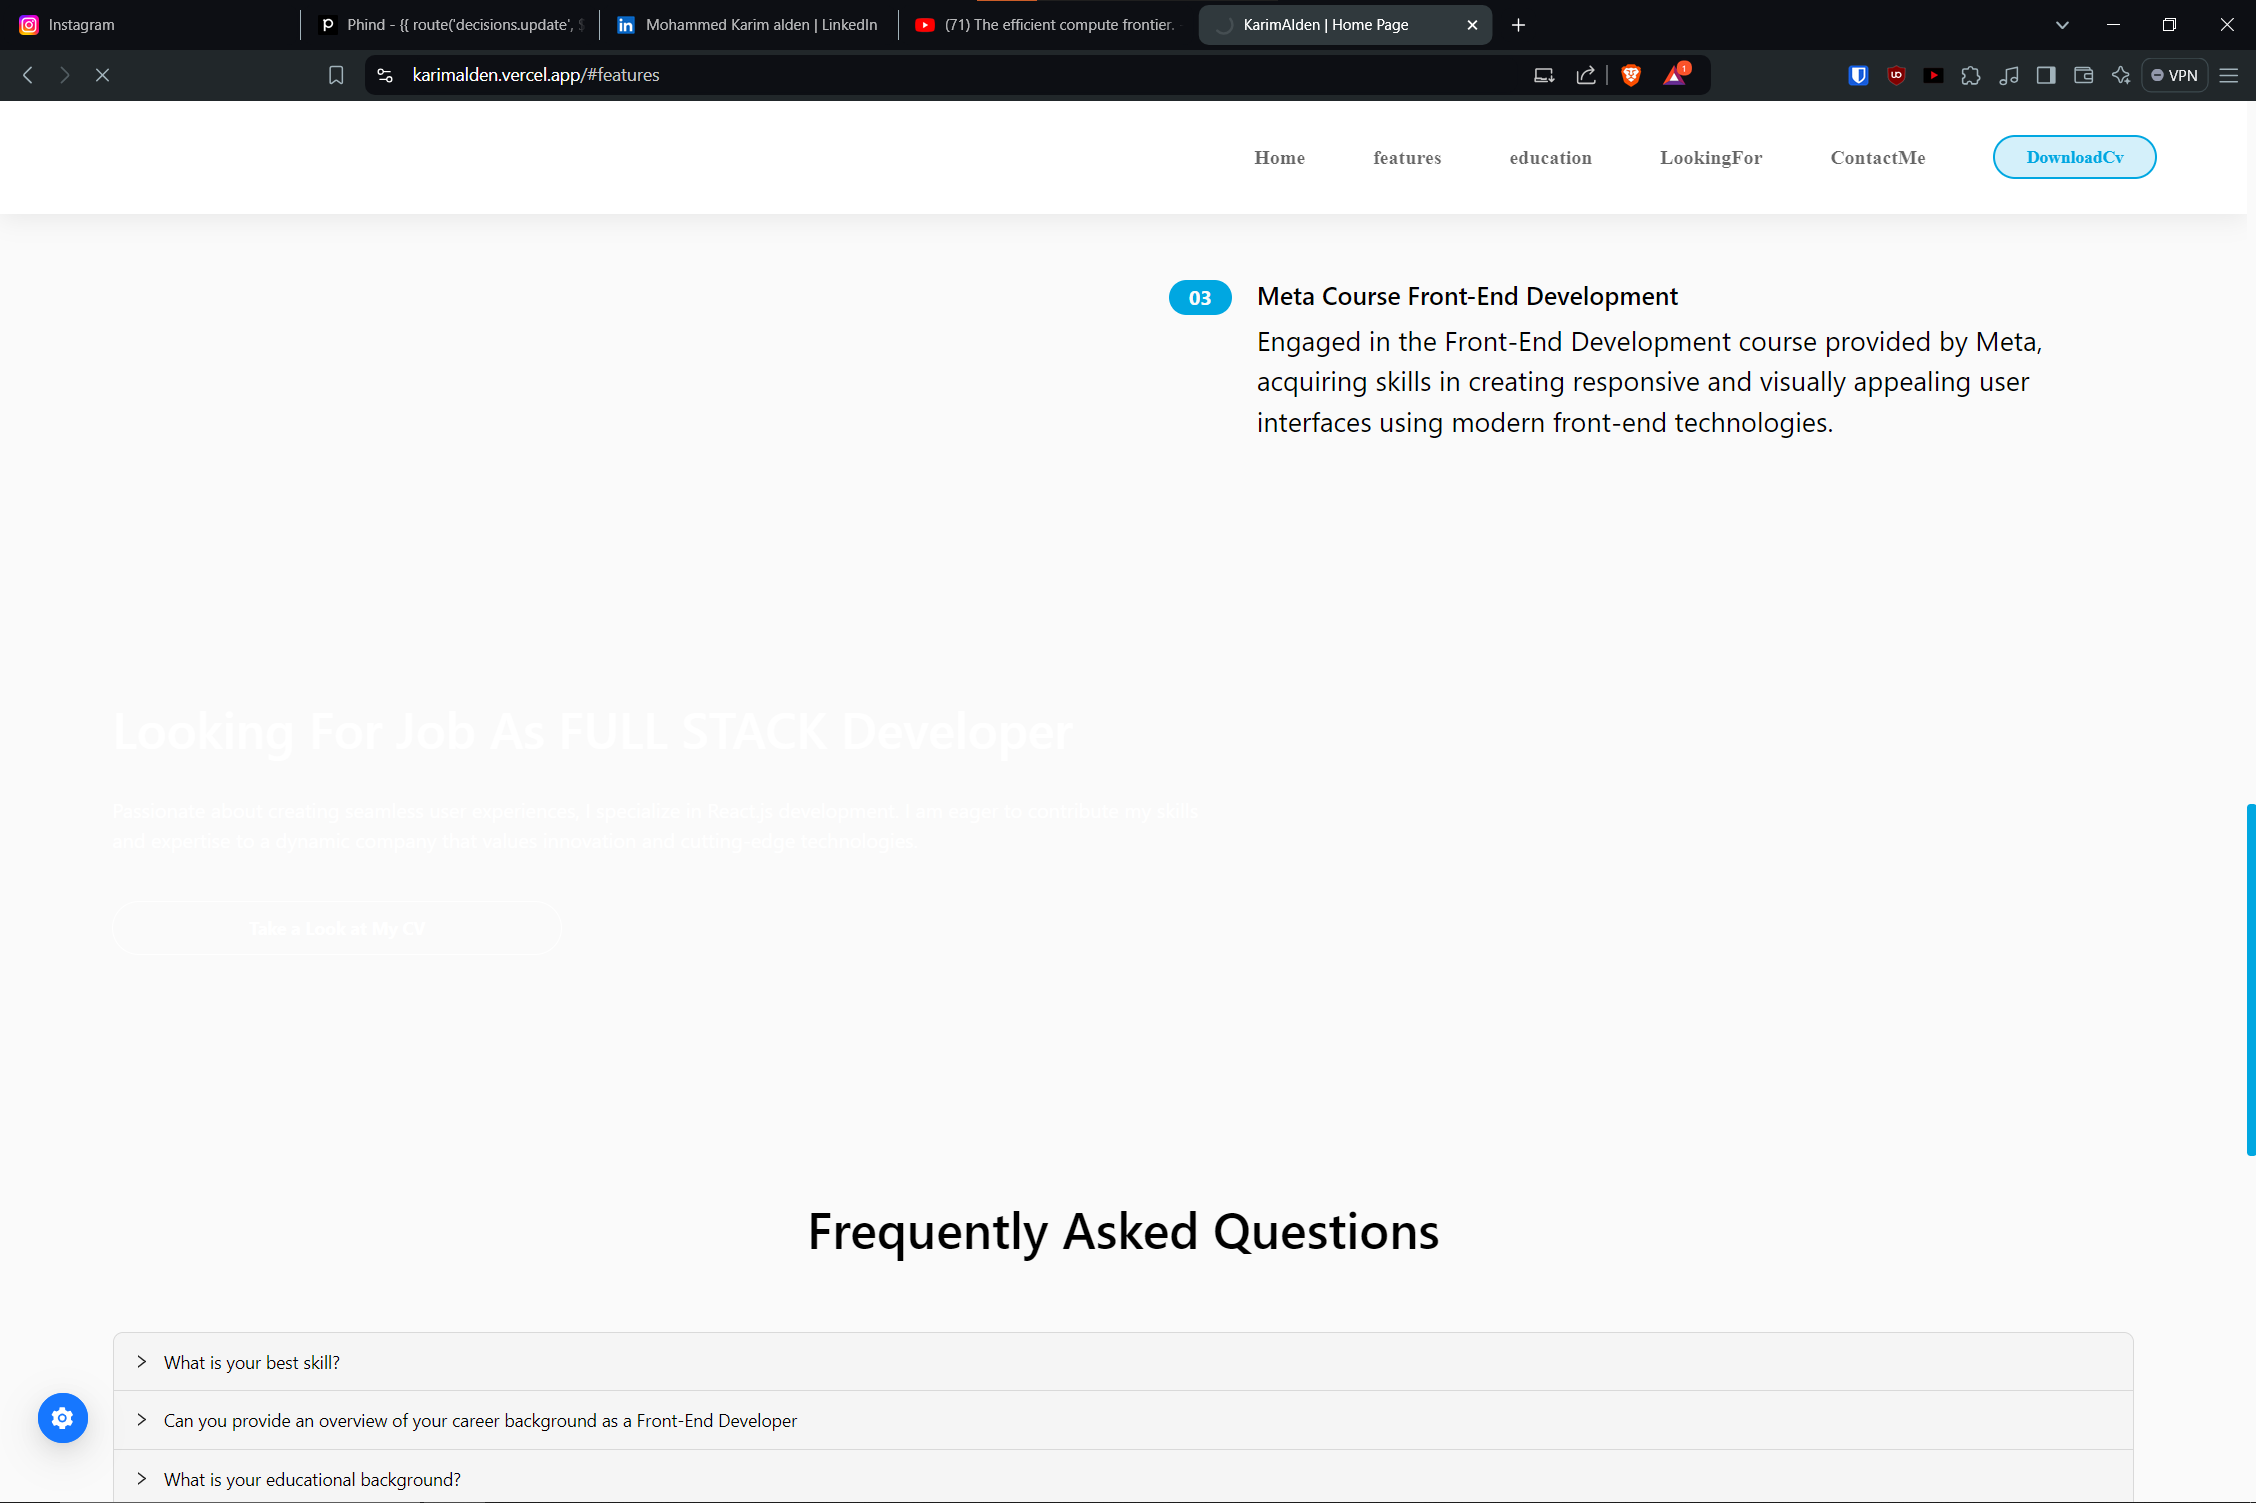 Instagram
Phind - {{ route('decisions.update', $
Mohammed Karim alden | LinkedIn
(71) The efficient compute frontier.
KarimAlden | Home Page
karimalden.vercel.app/#features
1
VPN
Home
features
education
LookingFor
ContactMe
DownloadCv
03
Meta Course Front-End Development
Engaged in the Front-End Development course provided by Meta,
acquiring skills in creating responsive and visually appealing user
interfaces using modern front-end technologies.
Looking For Job As FULL STACK Developer
Passionate about creating seamless user experiences, I specialize in React.js development. I am eager to contribute my skills
and expertise to a dynamic company that values innovation and cutting-edge technologies.
Take a Look at My CV
Frequently Asked Questions
What is your best skill?
Can you provide an overview of your career background as a Front-End Developer
What is your educational background?